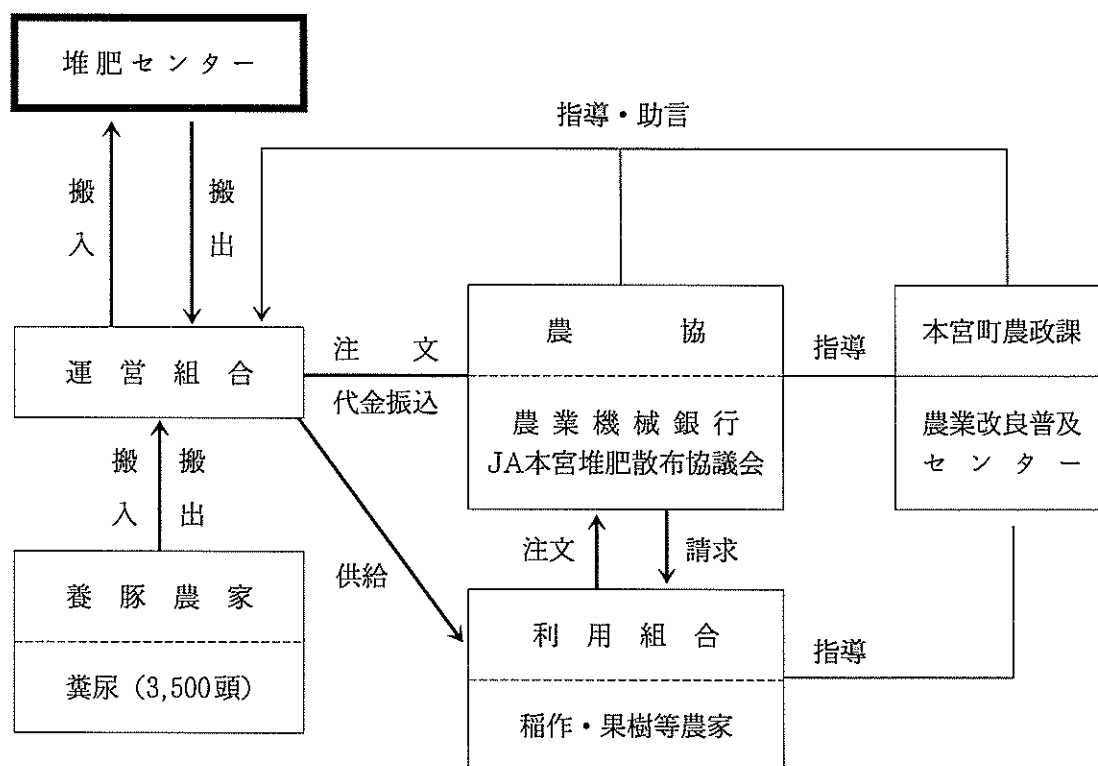 堆肥センター
指導・助言
搬入
搬出
農協
本宮町農政課
運営組合
注文
代金振込
指導
農業機械銀行
JA本宮堆肥散布協議会
農業改良普及
センター
搬入
搬出
注文
請求
供給
養豚農家
糞尿（3,500頭）
利用組合
指導
稲作・果樹等農家